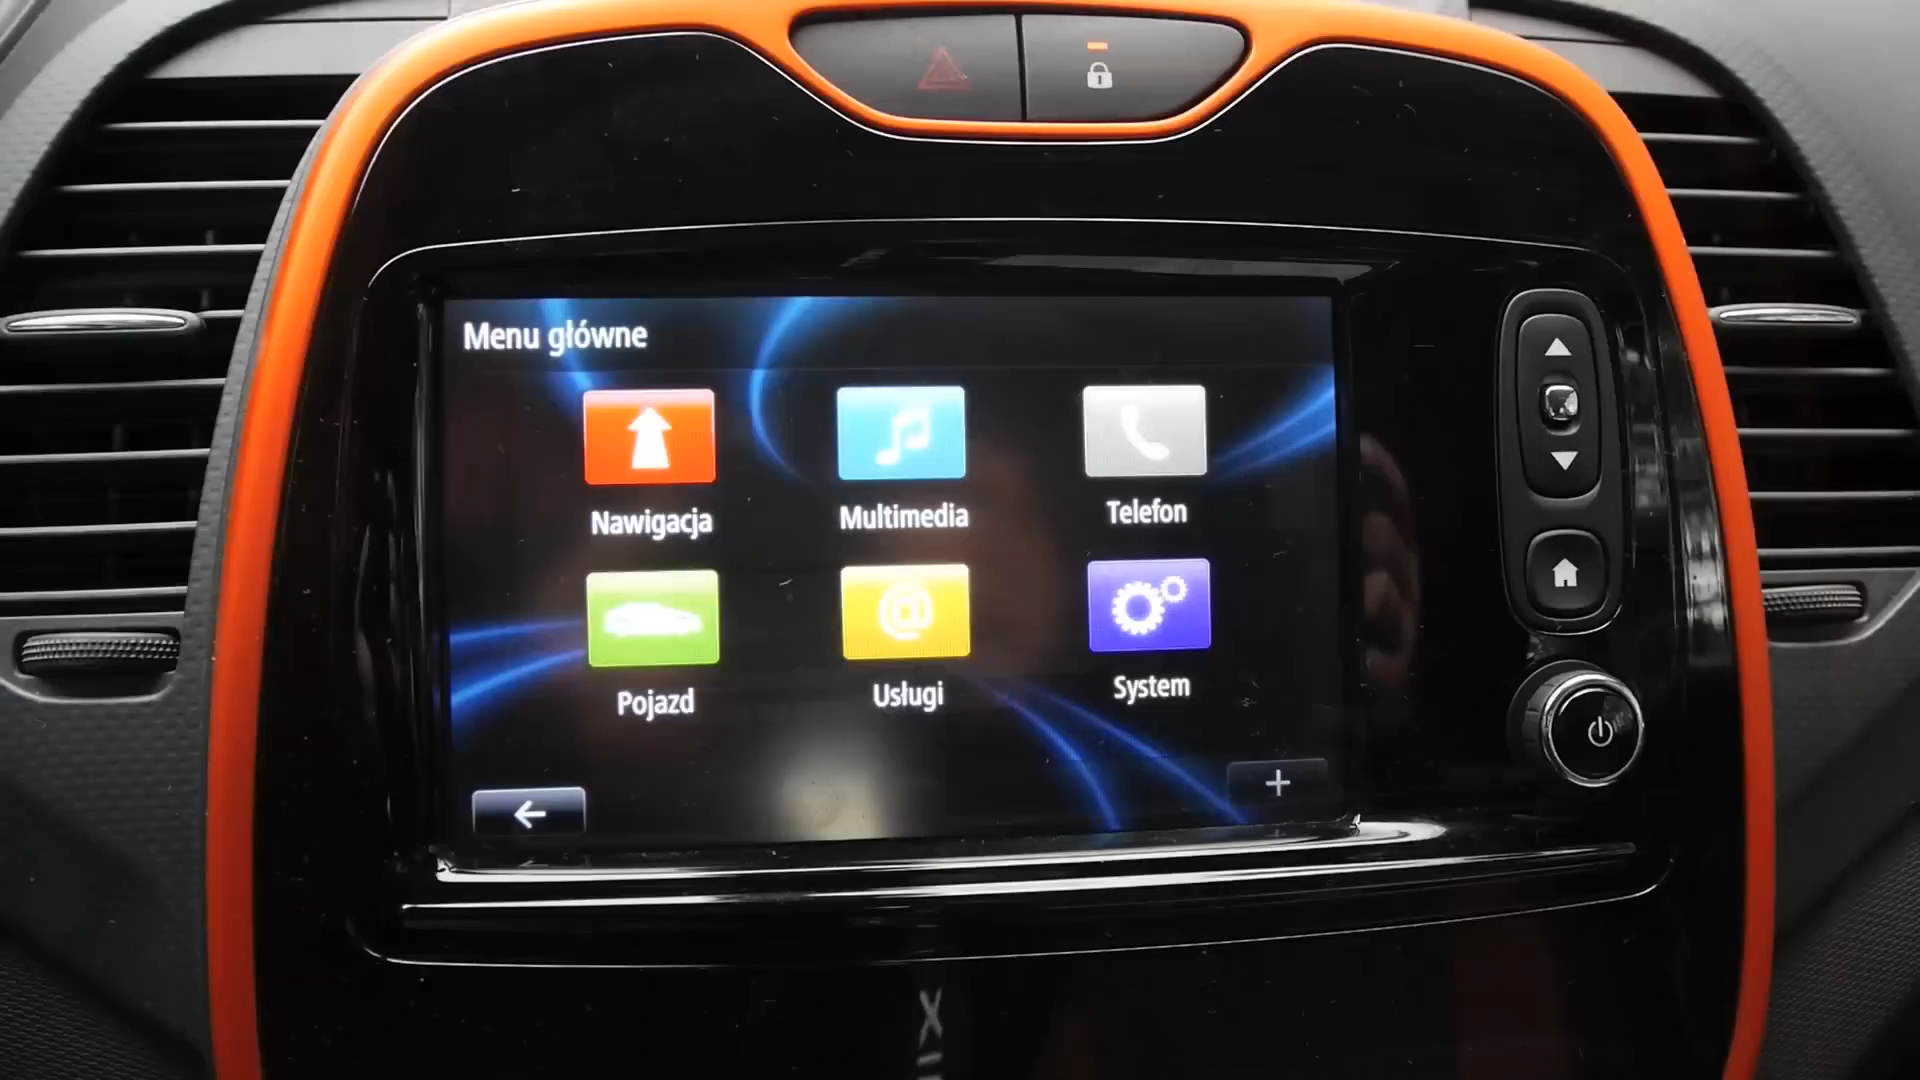 Menu główne
Nawigacja
Multimedia
Telefon
Pojazd
Usługi
System